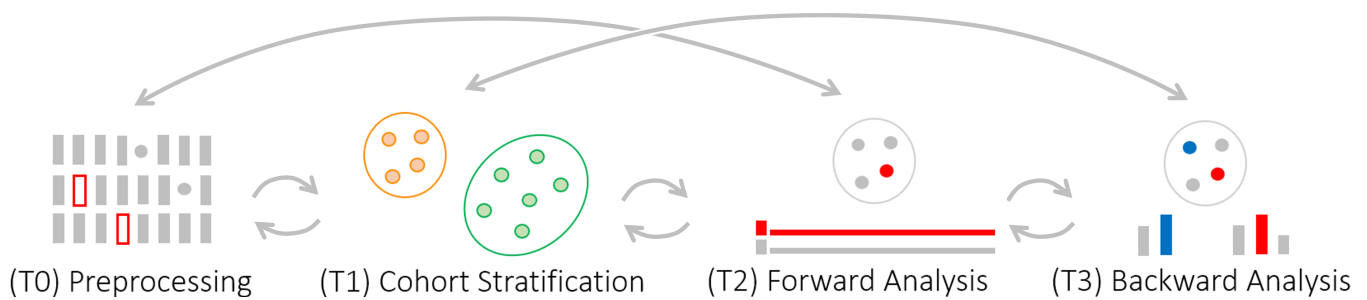 (T0) Preprocessing
(T1) Cohort Stratification
(T2) Forward Analysis
(T3) Backward Analysis